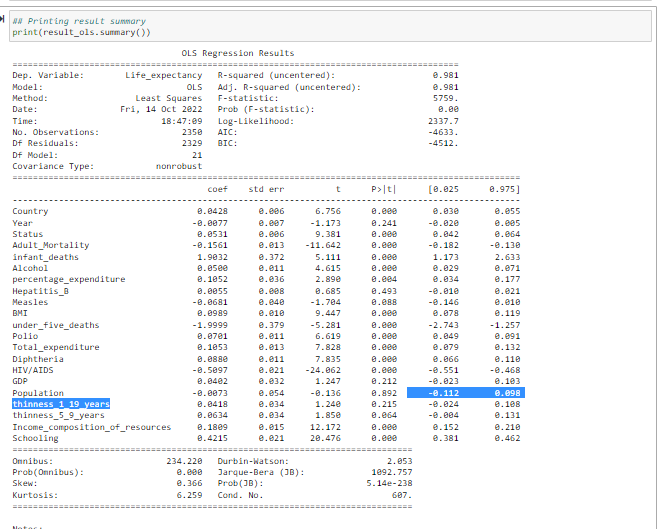 ## Printing result summary
print(result_ols.summary())
OLS Regression Results
Dep. Variable: Life_expectancy R-squared (uncentered): 0.981
Model: OLS Adj. R-squared (uncentered): 0.981
Method: Least Squares F-statistic: 5759.
Date: Fri, 14 Oct 2022 Prob (F-statistic): 0.00
Time: 18:47:09 Log-Likelihood: 2337.7
No. Observations: 2350 AIC: -4633.
Df Residuals: 2329 BIC: -4512.
Df Model: 21
Covariance Type: nonrobust
coef std err t P>|t| [0.025 0.975]
Country 0.0428 0.006 6.756 0.000 0.030 0.055
Year -0.0077 0.007 -1.173 0.241 -0.020 0.005
Status 0.0531 0.006 9.381 0.000 0.042 0.064
Adult_Mortality -0.1561 0.013 -11.642 0.000 -0.182 -0.130
infant_deaths 1.9032 0.372 5.111 0.000 1.173 2.633
Alcohol 0.0500 0.011 4.615 0.000 0.029 0.071
percentage_expenditure 0.1052 0.036 2.890 0.004 0.034 0.177
Hepatitis_B 0.0055 0.008 0.685 0.493 -0.010 0.021
Measles -0.0681 0.040 -1.704 0.088 -0.146 0.010
BMI 0.0989 0.010 9.447 0.000 0.078 0.119
under_five_deaths -1.9999 0.379 -5.281 0.000 -2.743 -1.257
Polio 0.0701 0.011 6.619 0.000 0.049 0.091
Total_expenditure 0.1053 0.013 7.828 0.000 0.079 0.132
Diphtheria 0.0880 0.011 7.835 0.000 0.066 0.110
HIV/AIDS -0.5097 0.021 -24.062 0.000 -0.551 -0.468
GDP 0.0402 0.032 1.247 0.212 -0.023 0.103
Population -0.0073 0.054 -0.136 0.892 -0.112 0.098
thinness_1_19_years 0.0418 0.034 1.240 0.215 -0.024 0.108
thinness_5_9_years 0.0634 0.034 1.850 0.064 -0.004 0.131
Income_composition_of_resources 0.1809 0.015 12.172 0.000 0.152 0.210
Schooling 0.4215 0.021 20.476 0.000 0.381 0.462
Omnibus: 234.220 Durbin-Watson: 2.053
Prob(Omnibus): 0.000 Jarque-Bera (JB): 1092.757
Skew: 0.366 Prob(JB): 5.14e-238
Kurtosis: 6.259 Cond. No. 607.